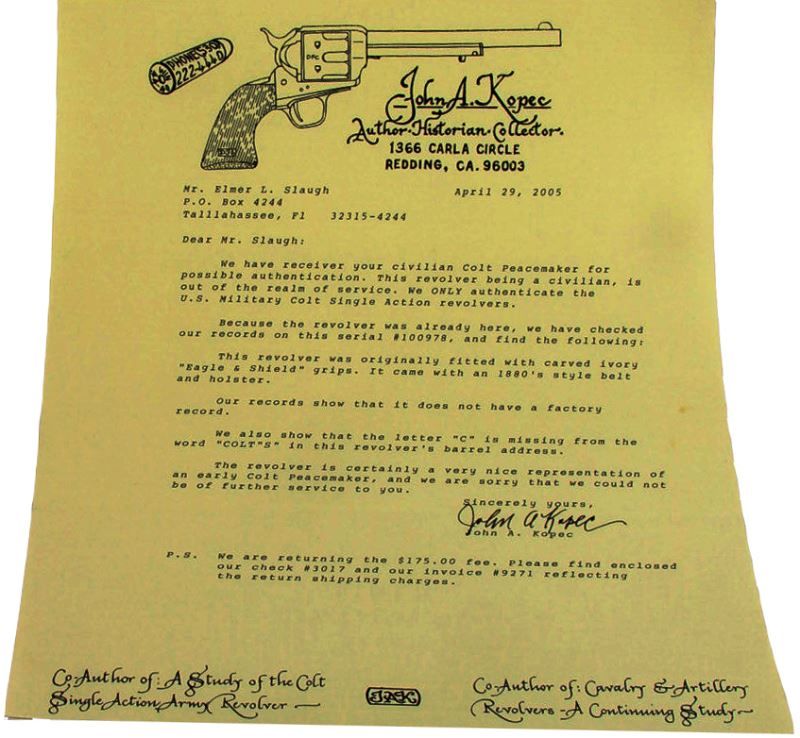 PHONE(530)
222-4440
DPC
John A. Kopec
Author·Historian·Collector·
1366 CARLA CIRCLE
REDDING, CA. 96003
Mr. Elmer L. Slaugh April 29, 2005
P.O. Box 4244
Talllahassee, Fl 32315-4244
Dear Mr. Slaugh:
We have receiver your civilian Colt Peacemaker for
possible authentication. This revolver being a civilian, is
out of the realm of service. We ONLY authenticate the
U.S. Military Colt Single Action revolvers.
Because the revolver was already here, we have checked
our records on this serial #100978, and find the following:
This revolver was originally fitted with carved ivory
"Eagle & Shield" grips. It came with an 1880's style belt
and holster.
Our records show that it does not have a factory
record.
We also show that the letter "C" is missing from the
word "COLT"S" in this revolver's barrel address.
The revolver is certainly a very nice representation of
an early Colt Peacemaker, and we are sorry that we could not
be of further service to you.
Sincerely yours,
John A Kopec
John A. Kopec
P.S. We are returning the $175.00 fee. Please find enclosed
our check #3017 and our invoice #9271 reflecting
the return shipping charges.
Co-Author of: A Study of the Colt
Single Action Army Revolver
JAK
Co-Author of: Cavalry & Artillery
Revolvers - A Continuing Study